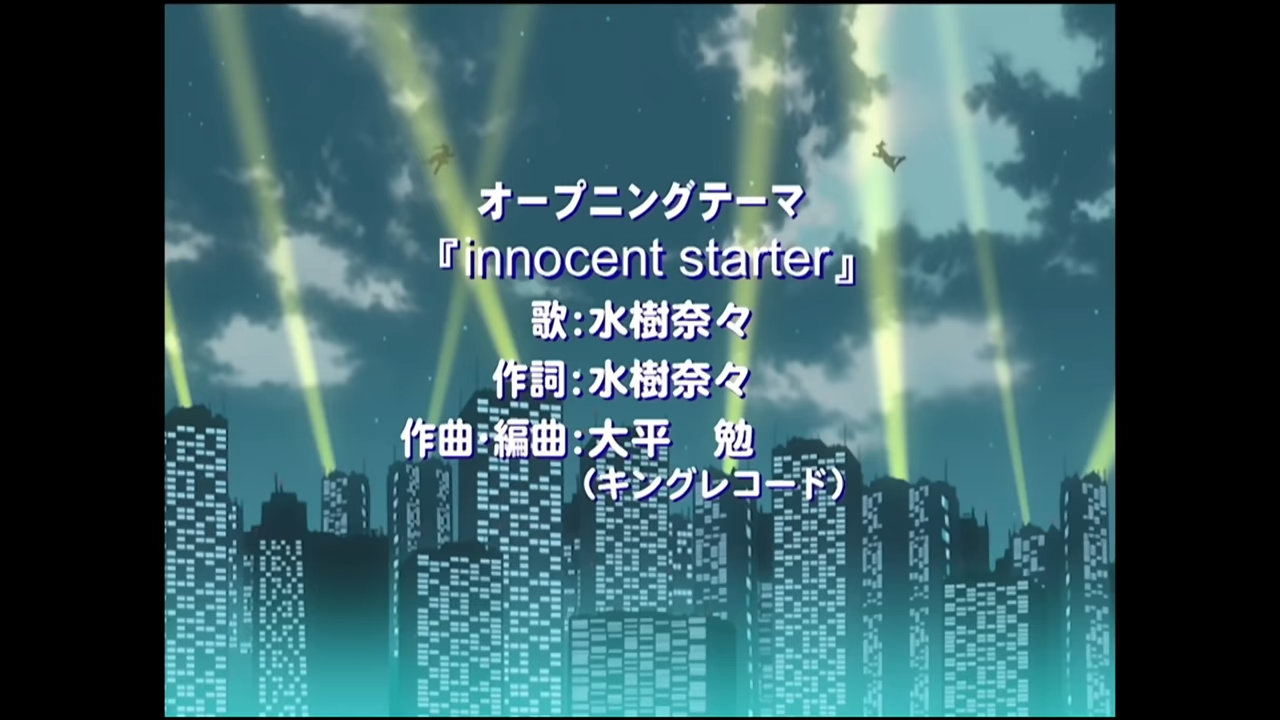 オープニングテーマ
『innocent starter』
歌:水樹奈々
作詞:水樹奈々
作曲・編曲:大平　勉
(キングレコード)